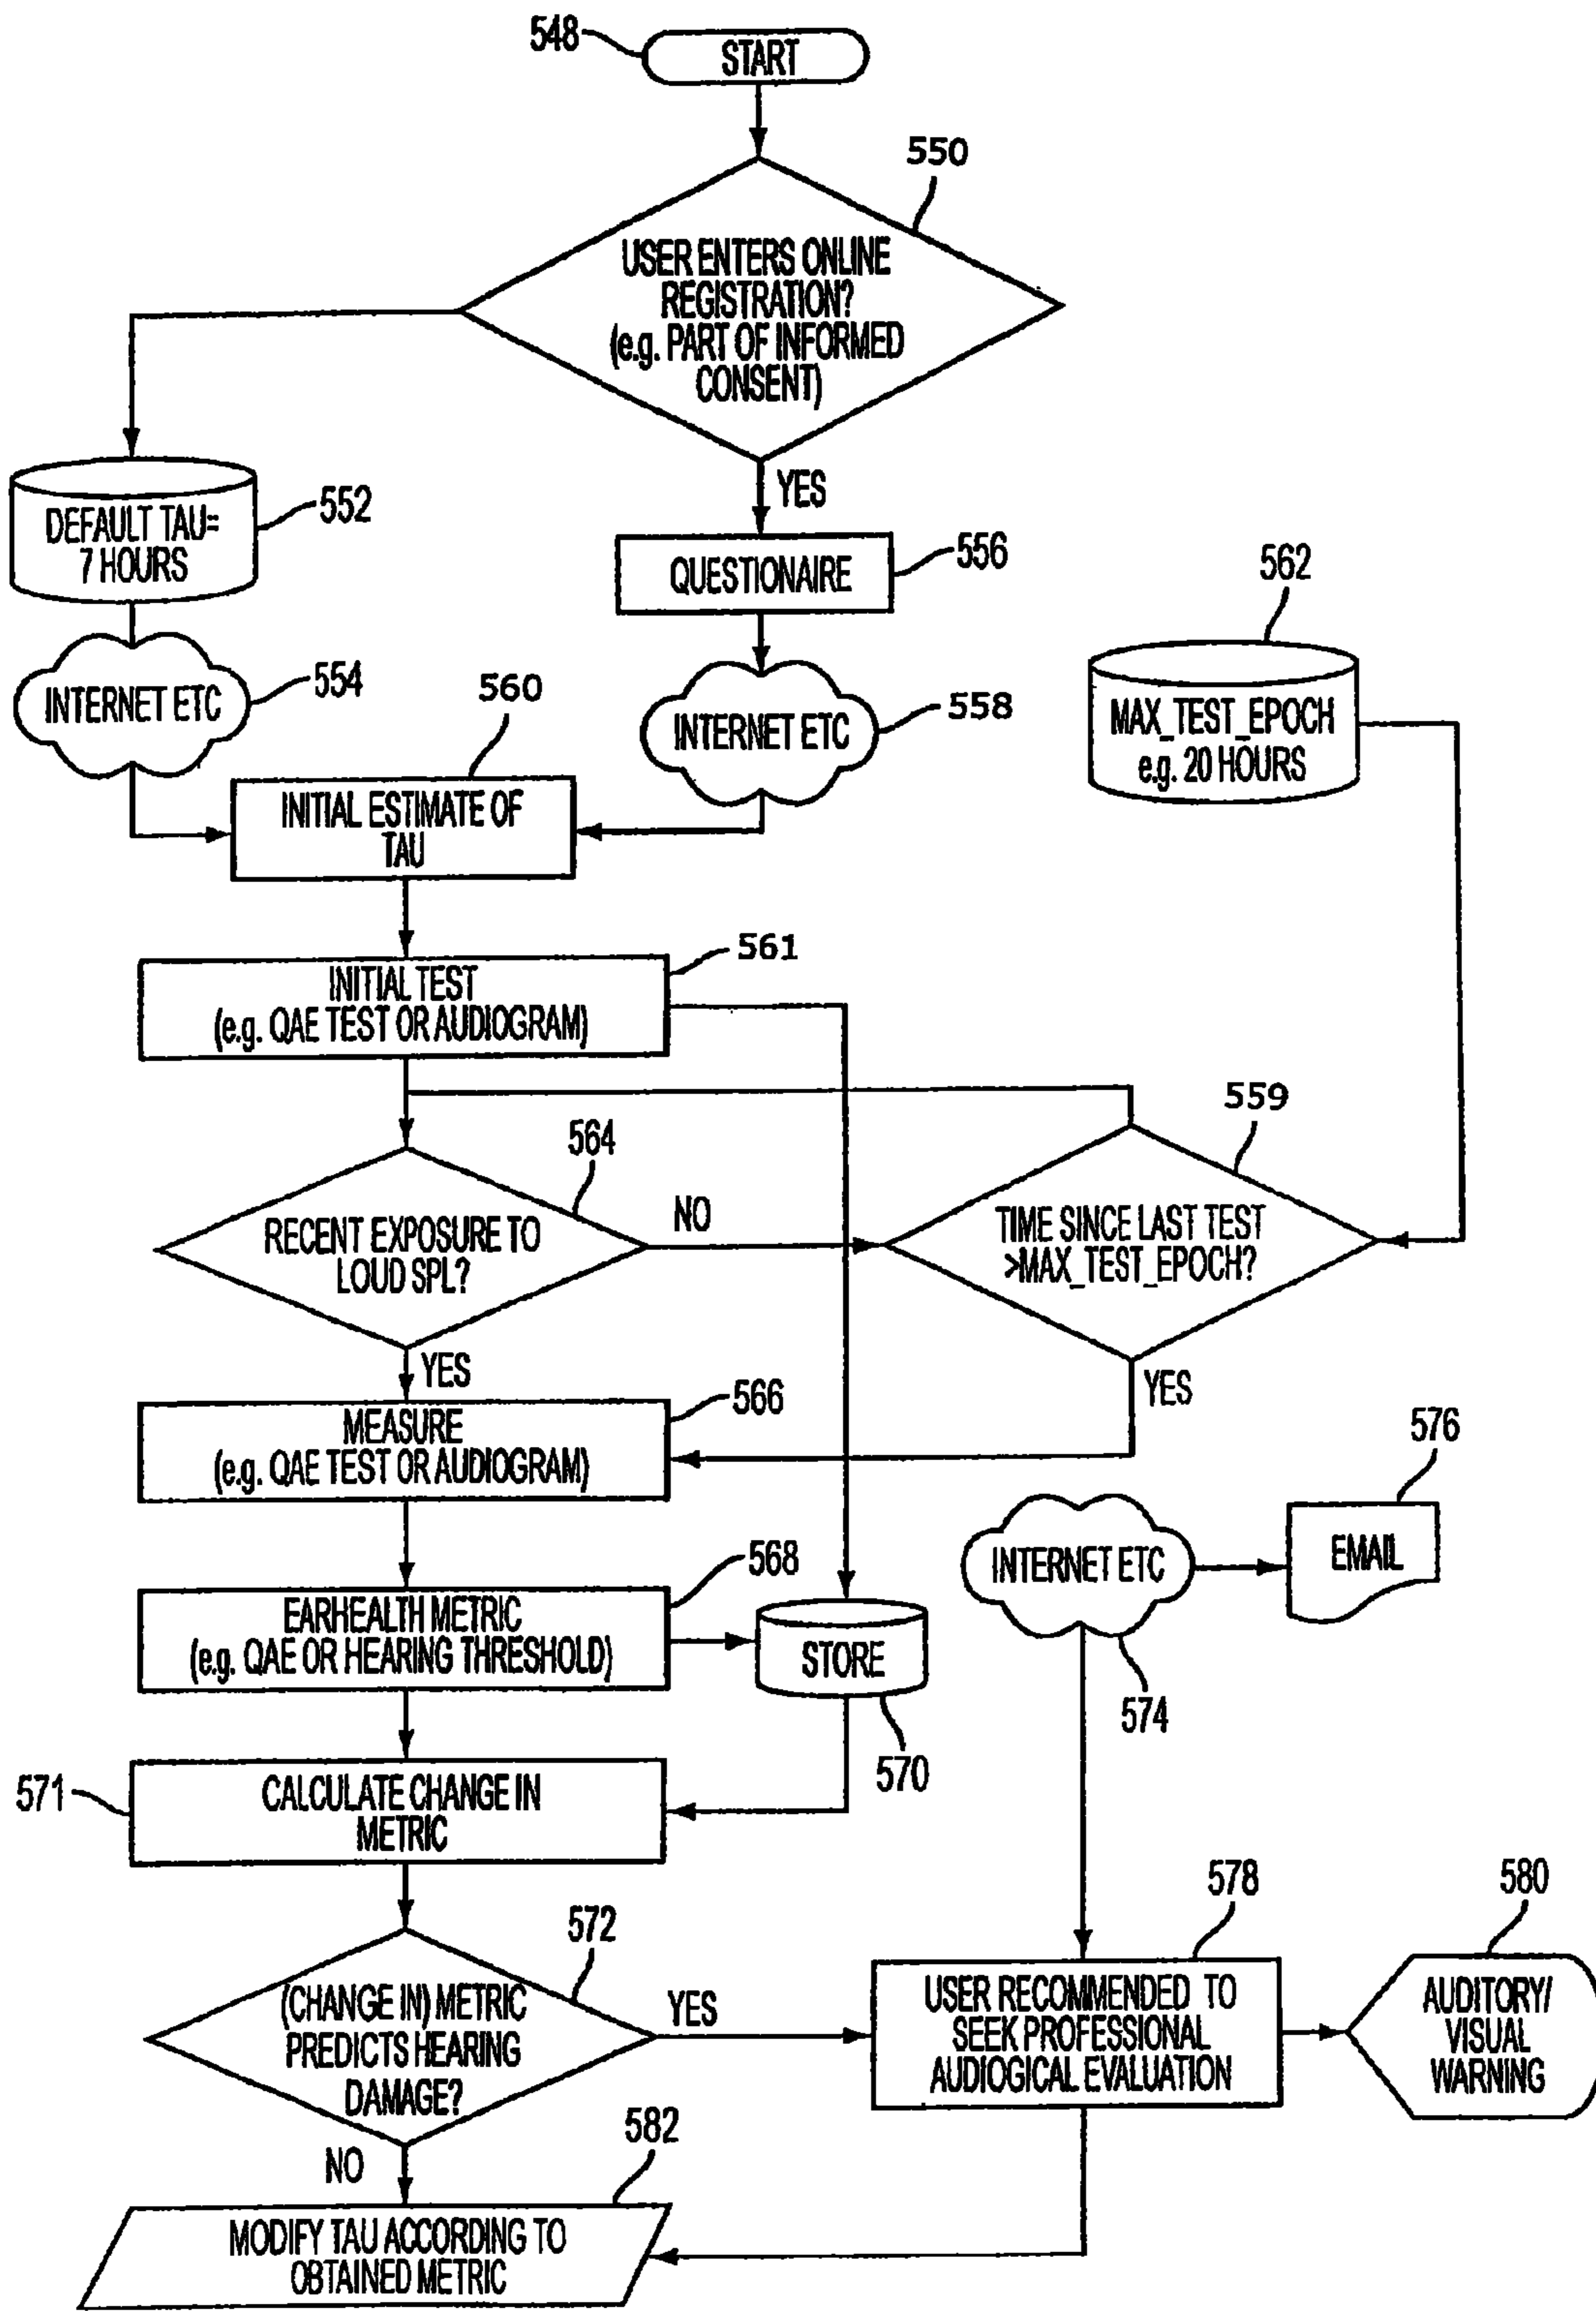 548
START
550
USER ENTERS ONLINE
REGISTRATION?
(e.g. PART OF INFORMED
CONSENT)
YES
DEFAULT TAU=
7 HOURS
552
QUESTIONAIRE
556
562
INTERNET ETC
554
560
INTERNET ETC
558
MAX_TEST_EPOCH
e.g. 20 HOURS
INITIAL ESTIMATE OF
TAU
561
INITIAL TEST
(e.g. QAE TEST OR AUDIOGRAM)
559
564
RECENT EXPOSURE TO
LOUD SPL?
NO
TIME SINCE LAST TEST
>MAX_TEST_EPOCH?
YES
YES
566
MEASURE
(e.g. QAE TEST OR AUDIOGRAM)
576
INTERNET ETC
EMAIL
568
EARHEALTH METRIC
(e.g. QAE OR HEARING THRESHOLD)
STORE
574
570
571
CALCULATE CHANGE IN
METRIC
578
580
572
(CHANGE IN) METRIC
PREDICTS HEARING
DAMAGE?
YES
USER RECOMMENDED TO
SEEK PROFESSIONAL
AUDIOGICAL EVALUATION
AUDITORY/
VISUAL
WARNING
NO
582
MODIFY TAU ACCORDING TO
OBTAINED METRIC